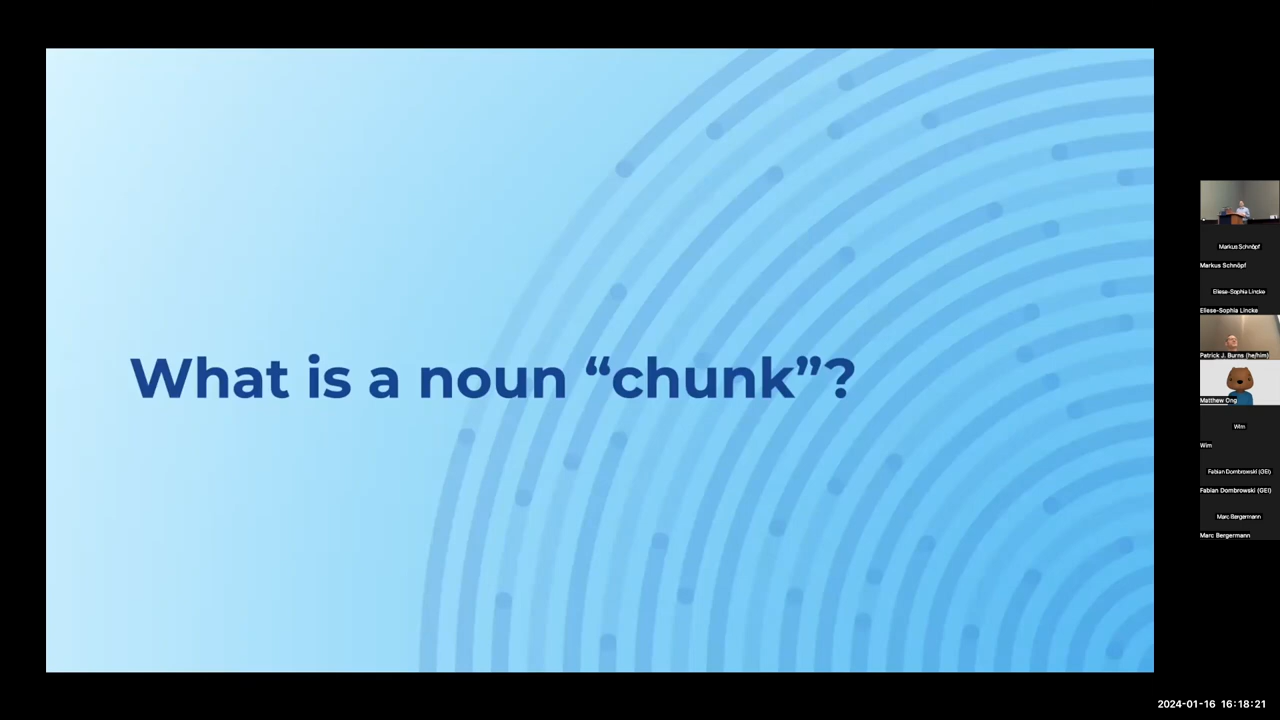 What is a noun “chunk”?
Markus Schnöpf
Markus Schnöpf
Eliese-Sophia Lincke
Eliese-Sophia Lincke
Patrick J. Burns (he/him)
Matthew Ong
Wim
Wim
Fabian Dombrowski (GEI)
Fabian Dombrowski (GEI)
Marc Bergermann
Marc Bergermann
2024-01-16 16:18:21